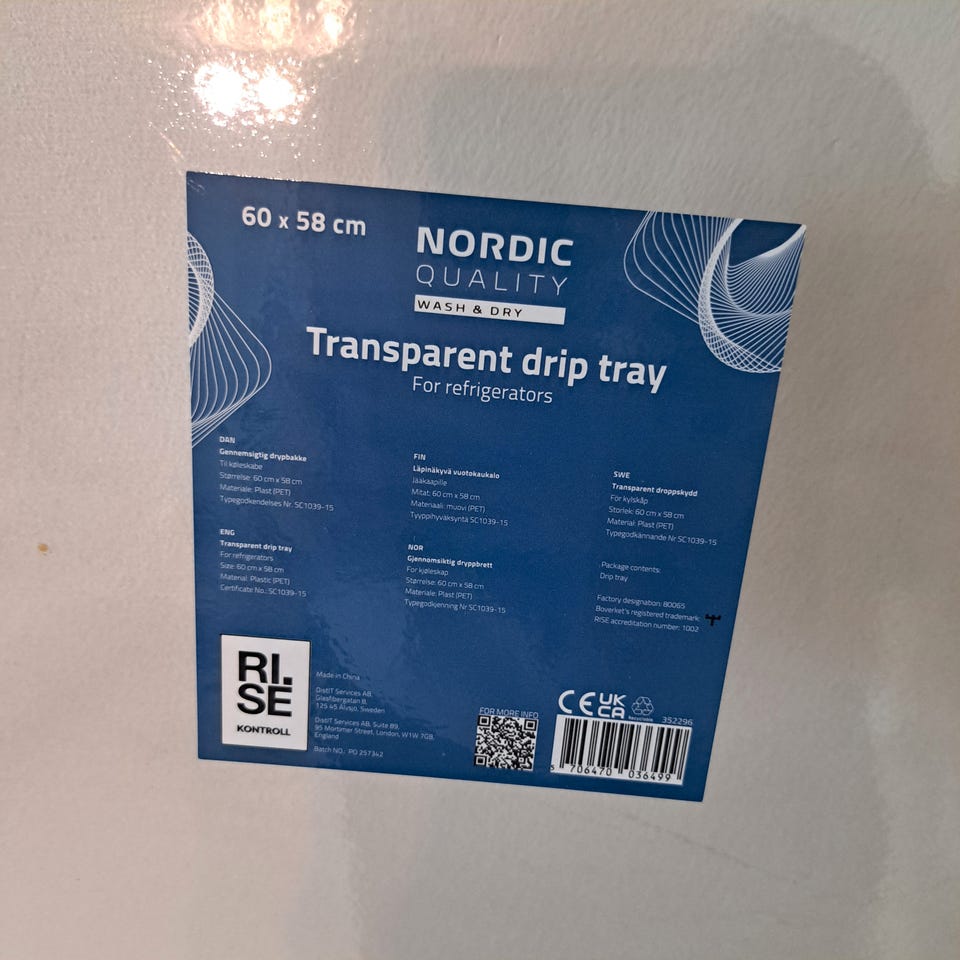 60 x 58 cm
NORDIC
QUALITY
WASH & DRY
Transparent drip tray
For refrigerators
DAN
Gennemsigtig drypbakke
Til køleskabe
Størrelse: 60 cm x 58 cm
Materiale: Plast (PET)
Typegodkendelses Nr. SC1039-15
ENG
Transparent drip tray
For refrigerators
Size: 60 cm x 58 cm
Material: Plastic (PET)
Certificate No.: SC1039-15
FIN
Läpinäkyvä vuotokaukalo
Jääkaapille
Mitat: 60 cm x 58 cm
Materiaali: muovi (PET)
Tyyppihyväksyntä SC1039-15
NOR
Gjennomsiktig dryppbrett
For kjøleskap
Størrelse: 60 cm x 58 cm
Materiale: Plast (PET)
Typegodkjenning Nr SC1039-15
SWE
Transparent droppskydd
För kylskåp
Storlek: 60 cm x 58 cm
Material: Plast (PET)
Typegodkännande Nr SC1039-15
Package contents:
Drip tray
Factory designation: 80065
Boverket's registered trademark:
RISE accreditation number: 1002
RI.
SE
KONTROLL
Made in China
DistIT Services AB,
Glasfibergatan 8,
125 45 Älvsjö, Sweden
DistIT Services AB, Suite 89,
95 Mortimer Street, London, W1W 7GB,
England
Batch NO.: PO 257342
FOR MORE INFO
CE UK
CA
Recyclable
352296
5 706470 036499